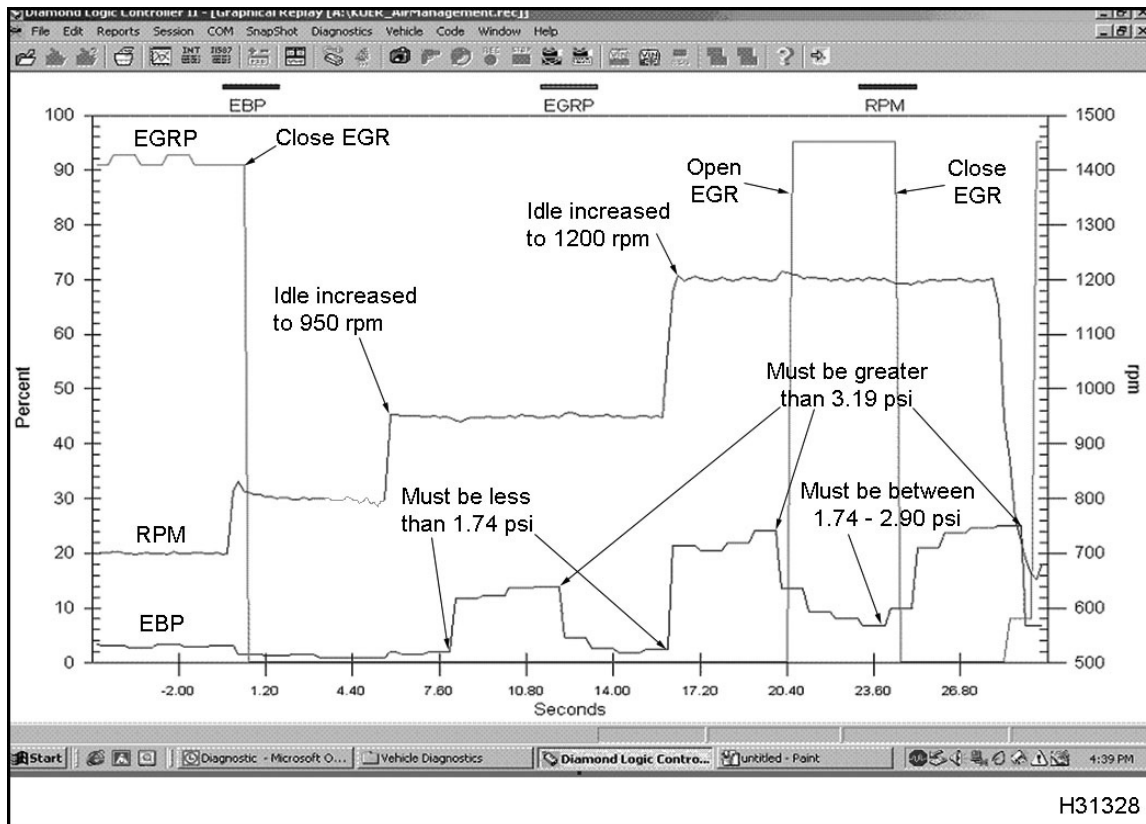 Diamond Logic Controller II - [Graphical Replay [A:\KOER_AirManagement.rec]]
File Edit Reports Session COM SnapShot Diagnostics Vehicle Code Window Help
EBP EGRP RPM
Percent
100
90
80
70
60
50
40
30
20
10
0
rpm
1500
1400
1300
1200
1100
1000
900
800
700
600
500
EGRP
Close EGR
Open
EGR
Close
EGR
Idle increased
to 1200 rpm
Idle increased
to 950 rpm
Must be greater
than 3.19 psi
Must be less
than 1.74 psi
Must be between
1.74 - 2.90 psi
RPM
EBP
-2.00 1.20 4.40 7.60 10.80 14.00 17.20 20.40 23.60 26.80
Seconds
Start Diagnostic - Microsoft O... Vehicle Diagnostics Diamond Logic Contro... untitled - Paint 4:39 PM
H31328